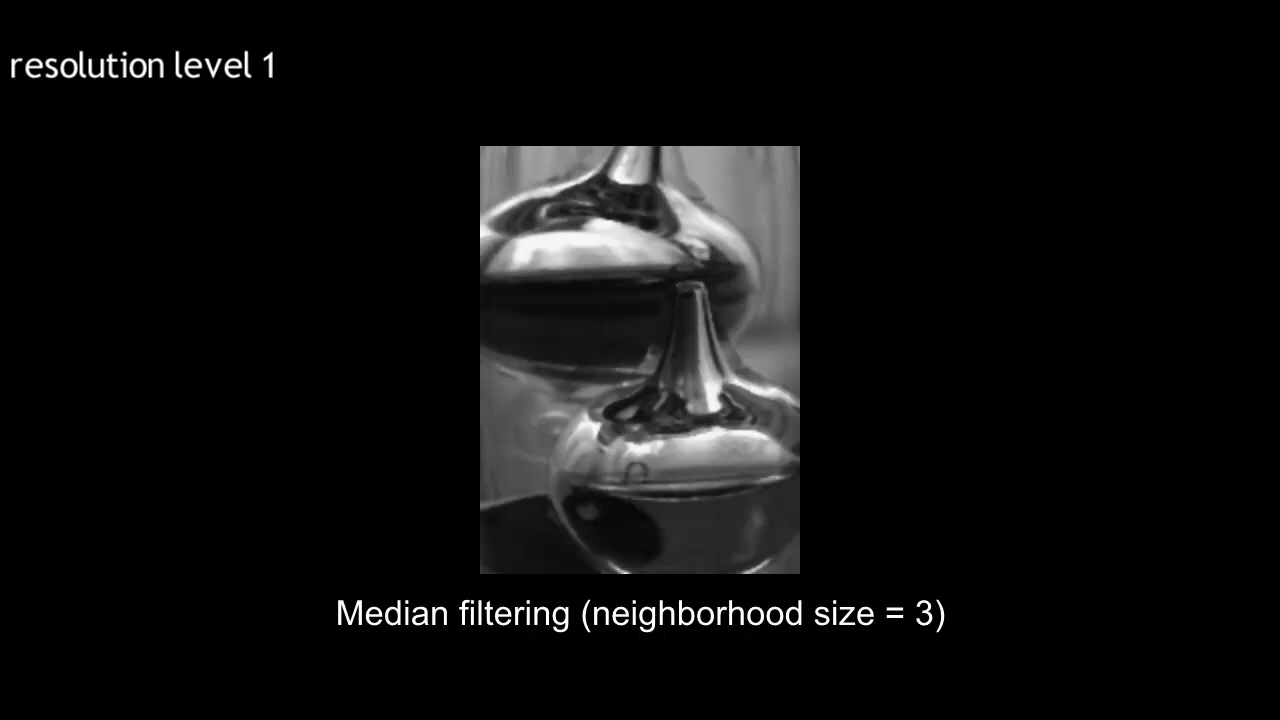 resolution level 1
Median filtering (neighborhood size = 3)